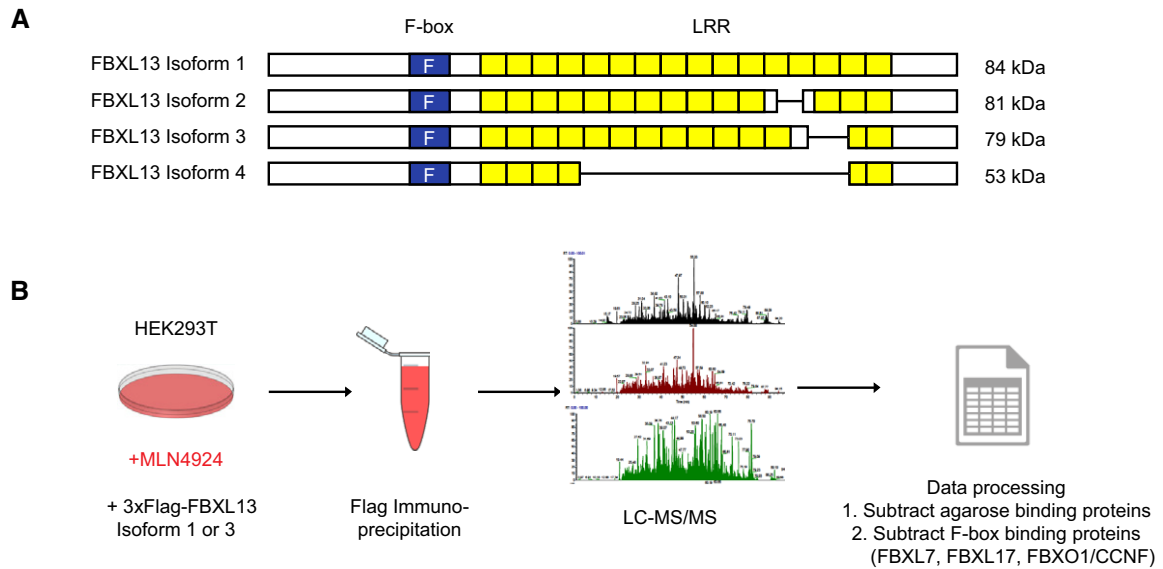 A
F-box LRR
FBXL13 Isoform 1 F 84 kDa
FBXL13 Isoform 2 F 81 kDa
FBXL13 Isoform 3 F 79 kDa
FBXL13 Isoform 4 F 53 kDa
B
HEK293T
+MLN4924
+ 3xFlag-FBXL13
Isoform 1 or 3
Flag Immuno-
precipitation
LC-MS/MS
Data processing
1. Subtract agarose binding proteins
2. Subtract F-box binding proteins
(FBXL7, FBXL17, FBXO1/CCNF)